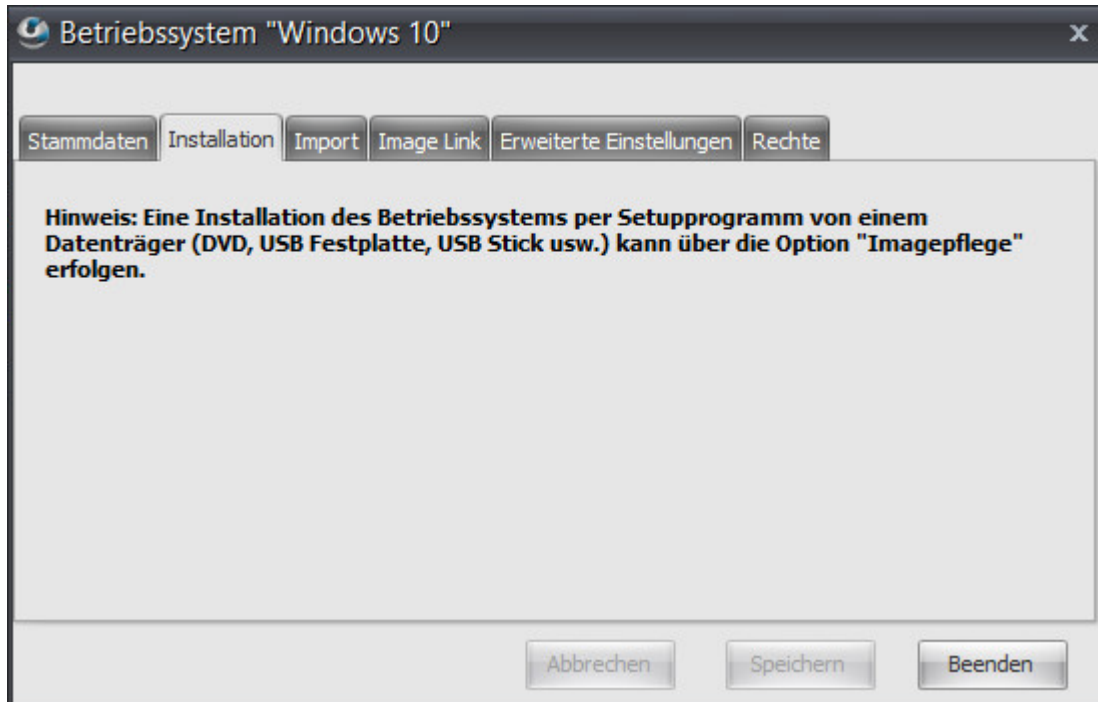 Betriebssystem "Windows 10"
x
Stammdaten Installation Import Image Link Erweiterte Einstellungen Rechte
Hinweis: Eine Installation des Betriebssystems per Setupprogramm von einem
Datenträger (DVD, USB Festplatte, USB Stick usw.) kann über die Option "Imagepflege"
erfolgen.
Abbrechen Speichern Beenden